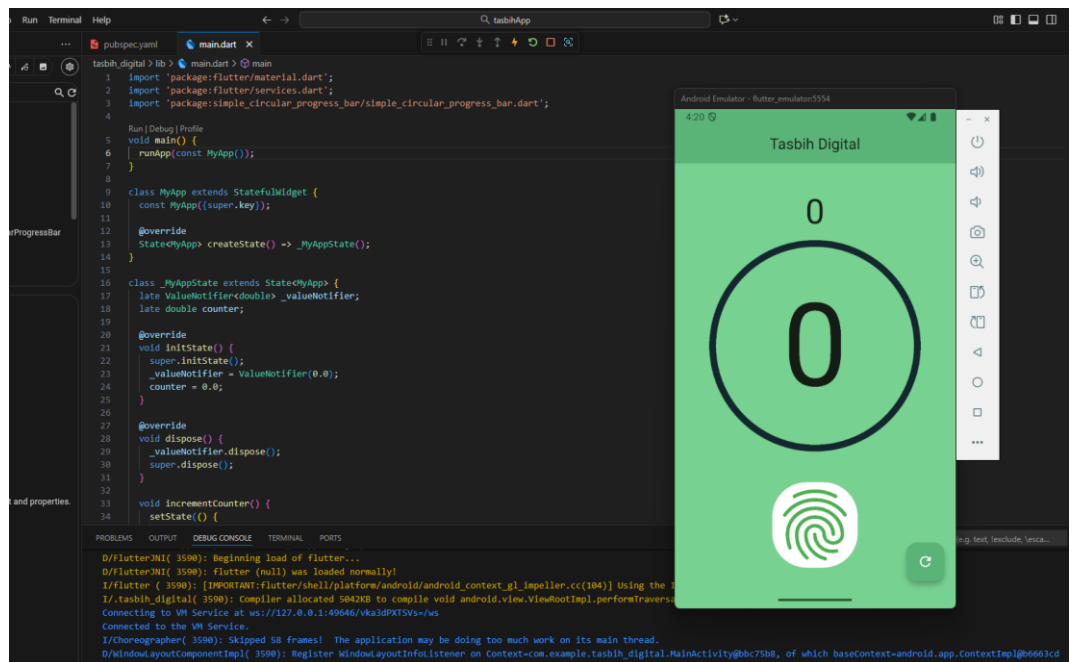 Run Terminal Help
tasbihApp
pubspec.yaml
main.dart
tasbih_digital > lib > main.dart > main
1 import 'package:flutter/material.dart';
2 import 'package:flutter/services.dart';
3 import 'package:simple_circular_progress_bar/simple_circular_progress_bar.dart';
4
Run | Debug | Profile
5 void main() {
6 runApp(const MyApp());
7 }
8
9 class MyApp extends StatefulWidget {
10 const MyApp({super.key});
11
12 @override
13 State<MyApp> createState() => _MyAppState();
14 }
15
16 class _MyAppState extends State<MyApp> {
17 late ValueNotifier<double> _valueNotifier;
18 late double counter;
19
20 @override
21 void initState() {
22 super.initState();
23 _valueNotifier = ValueNotifier(0.0);
24 counter = 0.0;
25 }
26
27 @override
28 void dispose() {
29 _valueNotifier.dispose();
30 super.dispose();
31 }
32
33 void incrementCounter() {
34 setState(() {
arProgressBar
t and properties.
Android Emulator - flutter_emulator:5554
4:20
Tasbih Digital
0
0
PROBLEMS OUTPUT DEBUG CONSOLE TERMINAL PORTS
(e.g. text, !exclude, \esca...
D/FlutterJNI( 3590): Beginning load of flutter...
D/FlutterJNI( 3590): flutter (null) was loaded normally!
I/flutter ( 3590): [IMPORTANT:flutter/shell/platform/android/android_context_gl_impeller.cc(104)] Using the I
I/.tasbih_digital( 3590): Compiler allocated 5042KB to compile void android.view.ViewRootImpl.performTraversa
Connecting to VM Service at ws://127.0.0.1:49646/vka3dPXTSVs=/ws
Connected to the VM Service.
I/Choreographer( 3590): Skipped 58 frames! The application may be doing too much work on its main thread.
D/WindowLayoutComponentImpl( 3590): Register WindowLayoutInfoListener on Context=com.example.tasbih_digital.MainActivity@bbc75b8, of which baseContext=android.app.ContextImpl@b6663cd